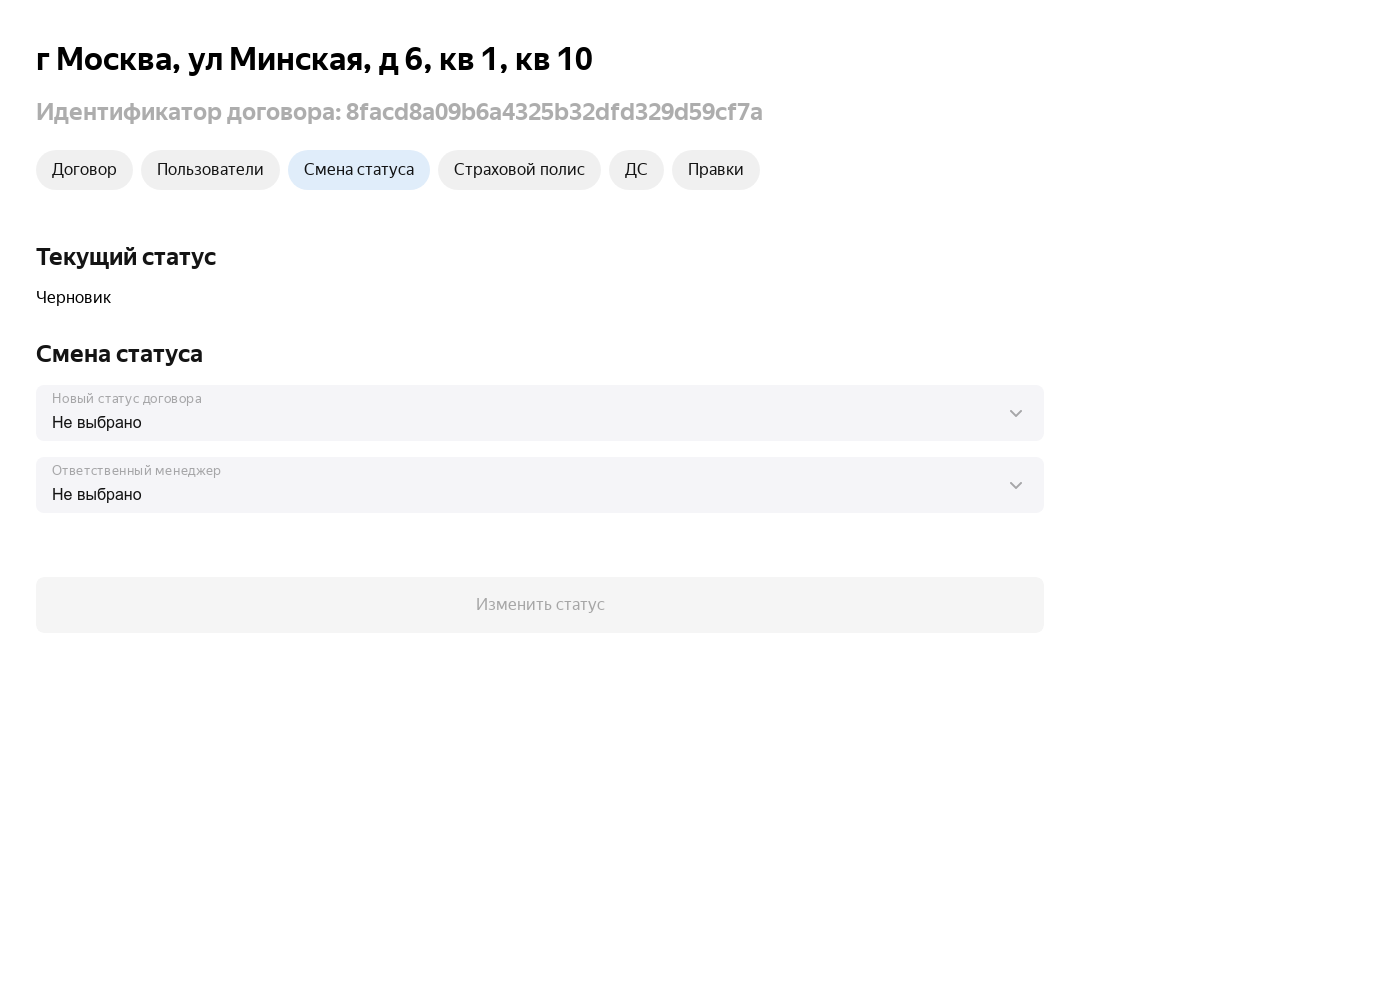 г Москва, ул Минская, д 6, кв 1, кв 10
Идентификатор договора: 8facd8a09b6a4325b32dfd329d59cf7a
Договор Пользователи Смена статуса Страховой полис ДС Правки
Текущий статус
Черновик
Смена статуса
Новый статус договора
Не выбрано
Ответственный менеджер
Не выбрано
Изменить статус